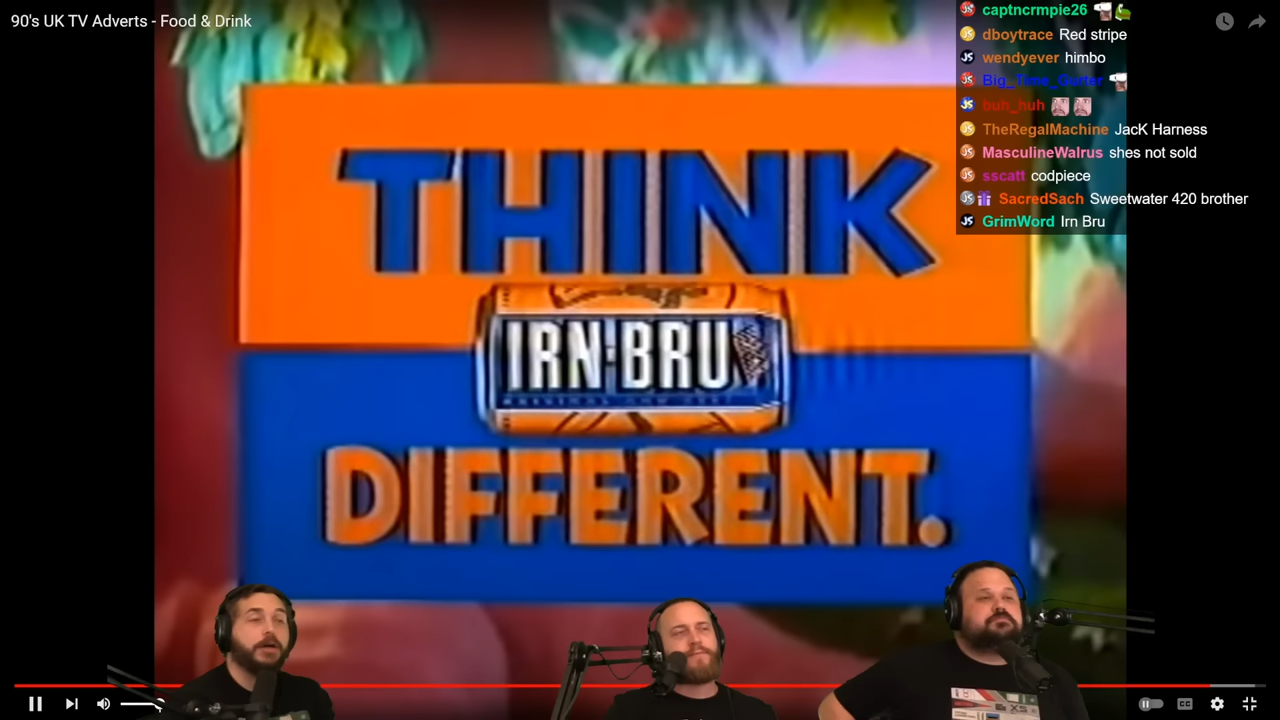 90's UK TV Adverts - Food & Drink
captncrmpie26
dboytrace Red stripe
wendyever himbo
Big_Time_Gurter
buh_huh
TheRegalMachine JacK Harness
MasculineWalrus shes not sold
sscatt codpiece
SacredSach Sweetwater 420 brother
GrimWord Irn Bru
THINK
IRN-BRU
DIFFERENT.